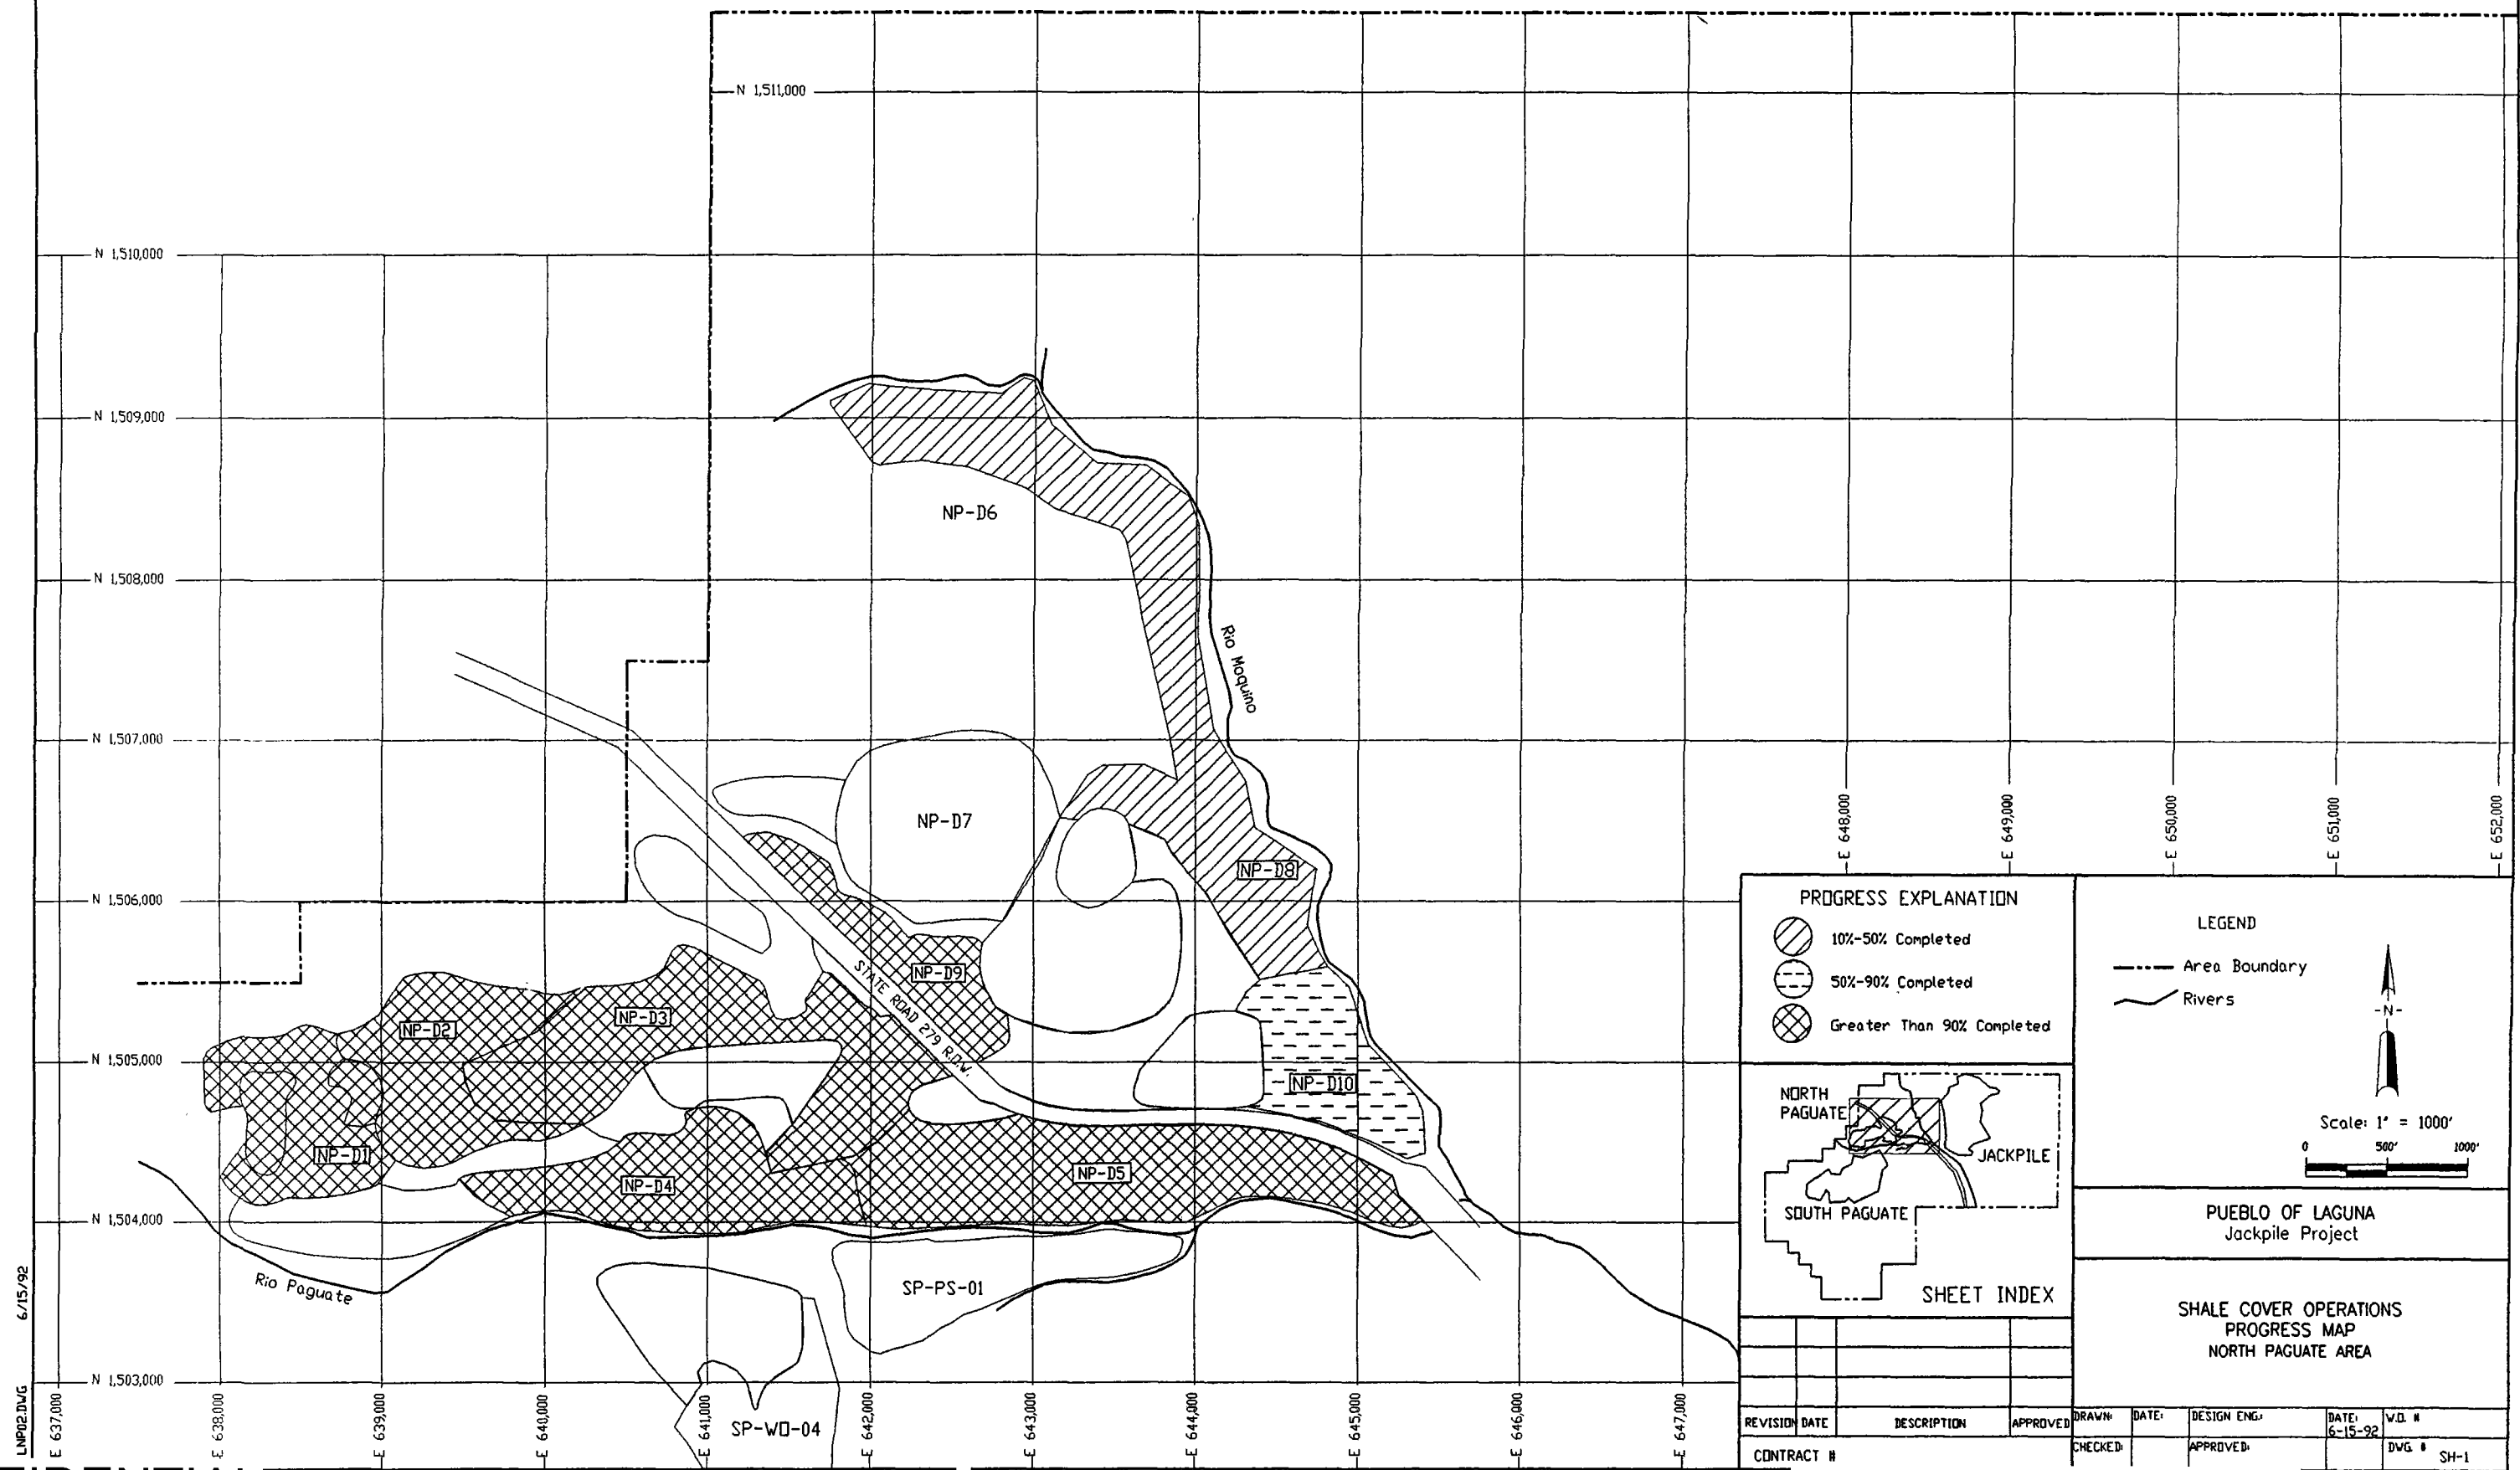 N 1,511,000
N 1,510,000
N 1,509,000
N 1,508,000
N 1,507,000
N 1,506,000
N 1,505,000
N 1,504,000
N 1,503,000
NP-D6
Rio Moquino
NP-D7
NP-D8
NP-D9
STATE ROAD 279 R.O.W.
NP-D2
NP-D3
NP-D10
NP-D1
NP-D4
NP-D5
Rio Paguate
SP-PS-01
SP-WD-04
E 637,000
E 638,000
E 639,000
E 640,000
E 641,000
E 642,000
E 643,000
E 644,000
E 645,000
E 646,000
E 647,000
E 648,000
E 649,000
E 650,000
E 651,000
E 652,000
PROGRESS EXPLANATION
10%-50% Completed
50%-90% Completed
Greater Than 90% Completed
LEGEND
Area Boundary
Rivers
-N-
Scale: 1" = 1000'
0 500' 1000'
NORTH
PAGUATE
JACKPILE
SOUTH PAGUATE
SHEET INDEX
PUEBLO OF LAGUNA
Jackpile Project
SHALE COVER OPERATIONS
PROGRESS MAP
NORTH PAGUATE AREA
REVISION DATE DESCRIPTION APPROVED
CONTRACT #
DRAWN: DATE: DESIGN ENG.: DATE: W.O. #
6-15-92
CHECKED: APPROVED: DWG. #
SH-1
LNP02.DWG 6/15/92